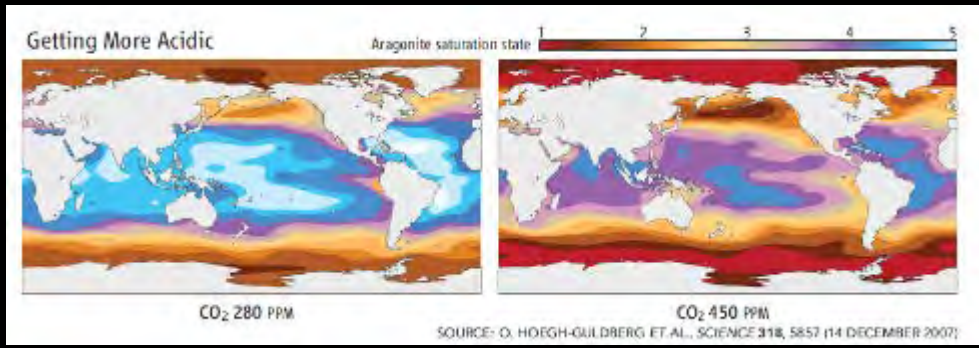 Getting More Acidic
Aragonite saturation state
1 2 3 4 5
CO₂ 280 PPM
CO₂ 450 PPM
SOURCE: O. HOEGH-GULDBERG ET AL., SCIENCE 318, 5857 (14 DECEMBER 2007)